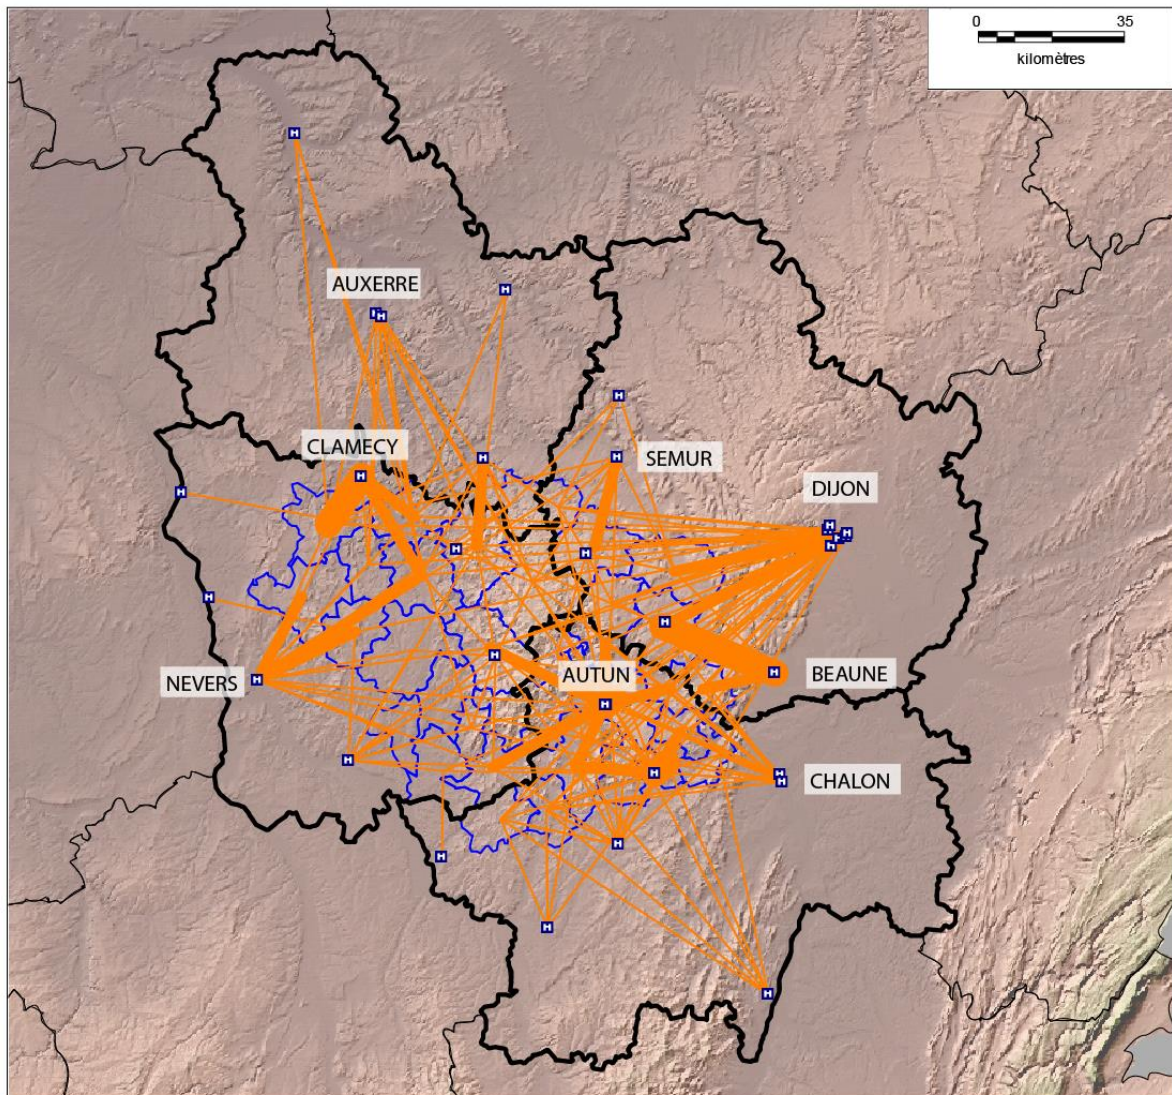 0 35
kilomètres
AUXERRE
CLAMECY
SEMUR
DIJON
NEVERS
AUTUN
BEAUNE
CHALON